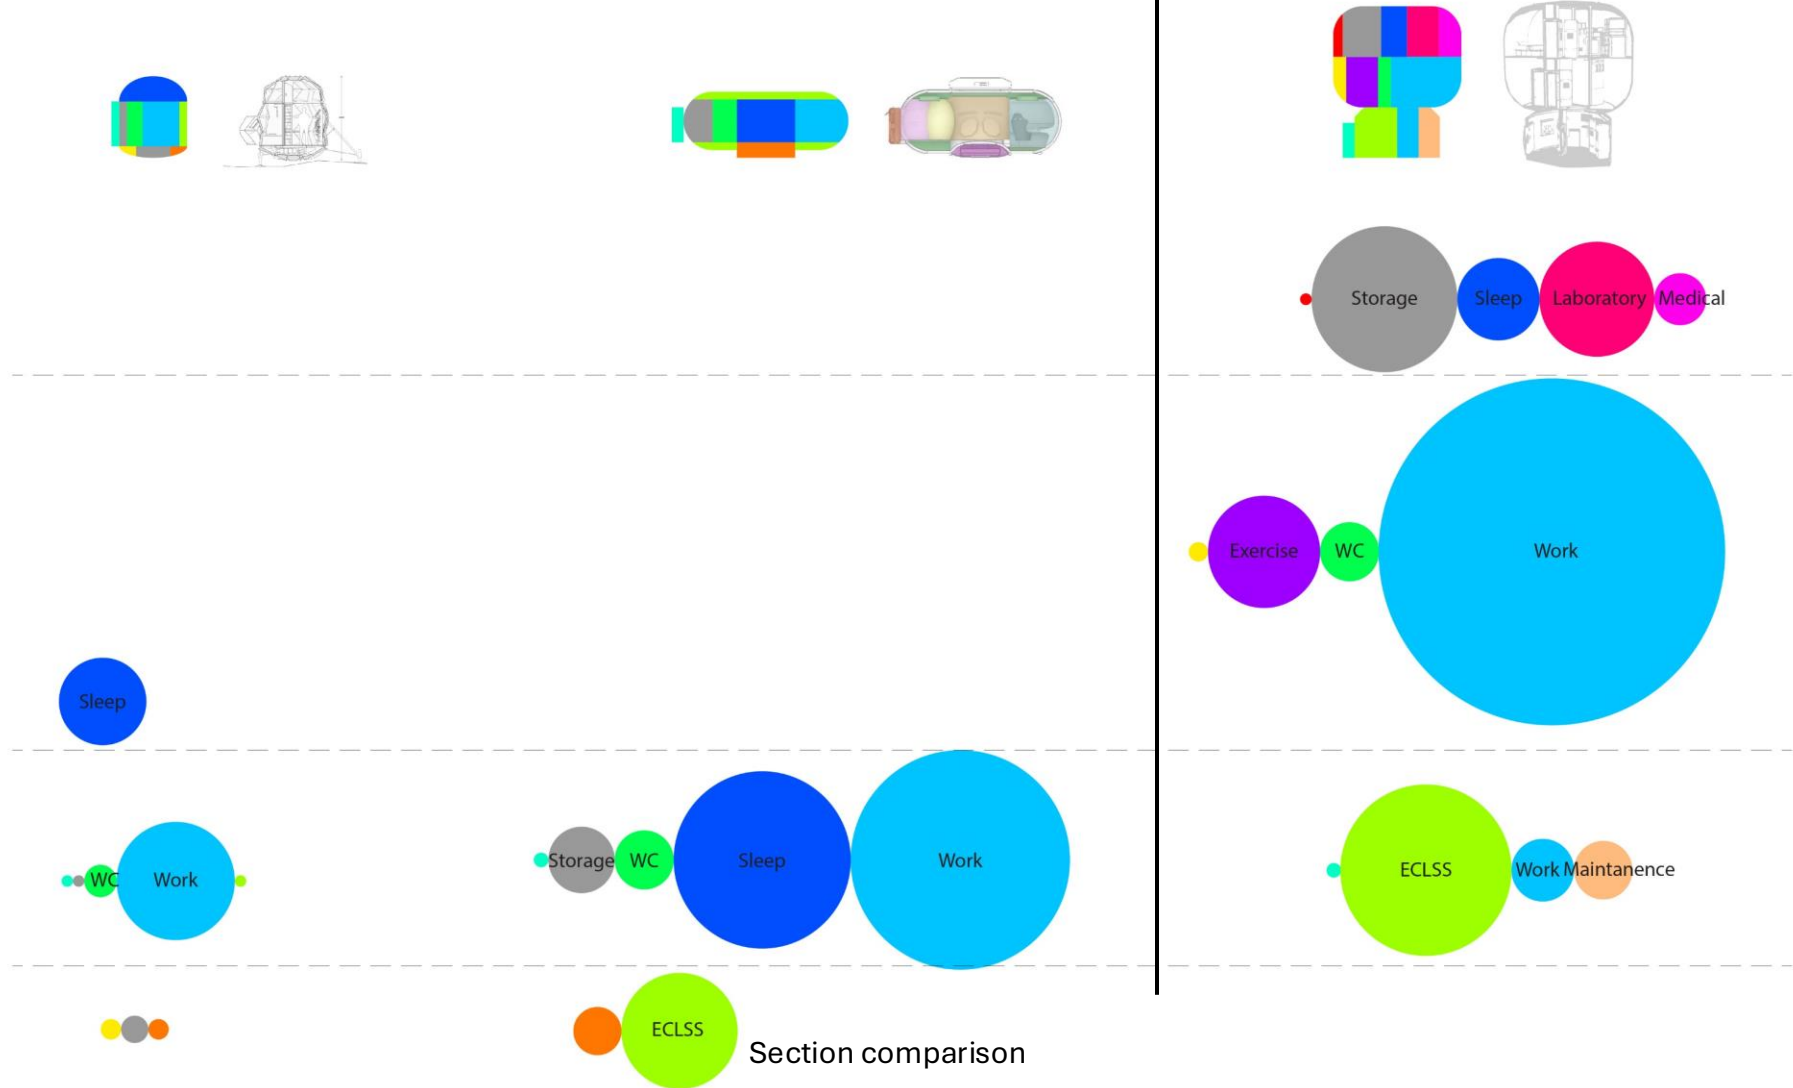 Storage Sleep Laboratory Medical
Exercise WC Work
Sleep
WC Work
Storage WC Sleep Work
ECLSS Work Maintanence
ECLSS
Section comparison